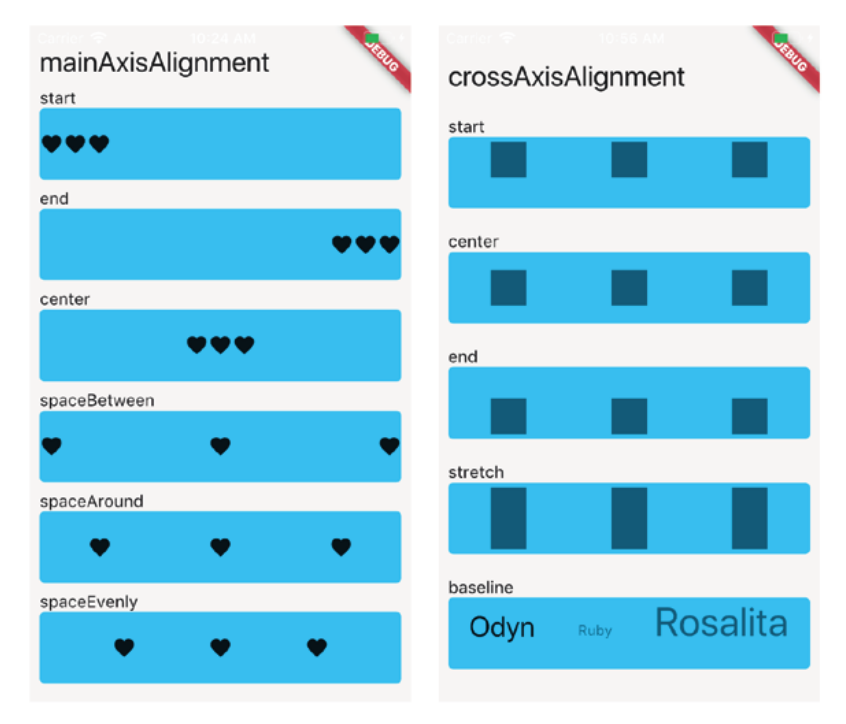 Carrier 10:24 AM
DEBUG
mainAxisAlignment
start
end
center
spaceBetween
spaceAround
spaceEvenly
Carrier 10:56 AM
DEBUG
crossAxisAlignment
start
center
end
stretch
baseline
Odyn Ruby Rosalita